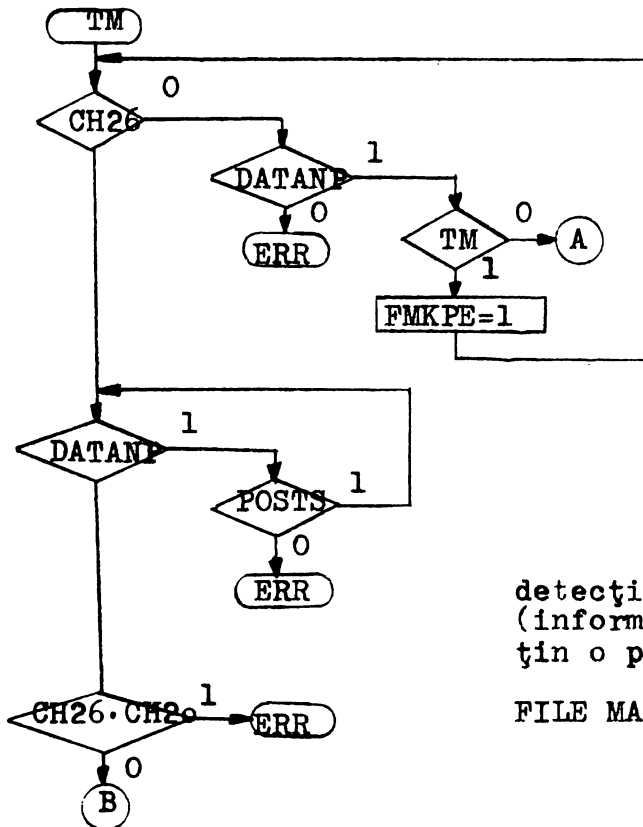 TM
0
CH26
1
DATANP
0
0
TM
A
ERR
1
FMKPE=1
1
DATANP
1
POSTS
0
ERR
detecţi
(inform
ţin o p
1
CH26·CH2o
ERR
FILE MA
0
B